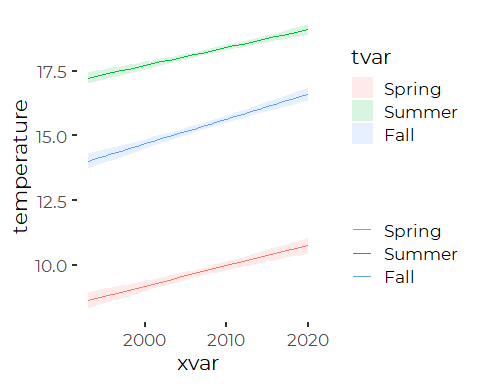 17.5
15.0
12.5
10.0
temperature
2000
2010
2020
xvar
tvar
Spring
Summer
Fall
Spring
Summer
Fall